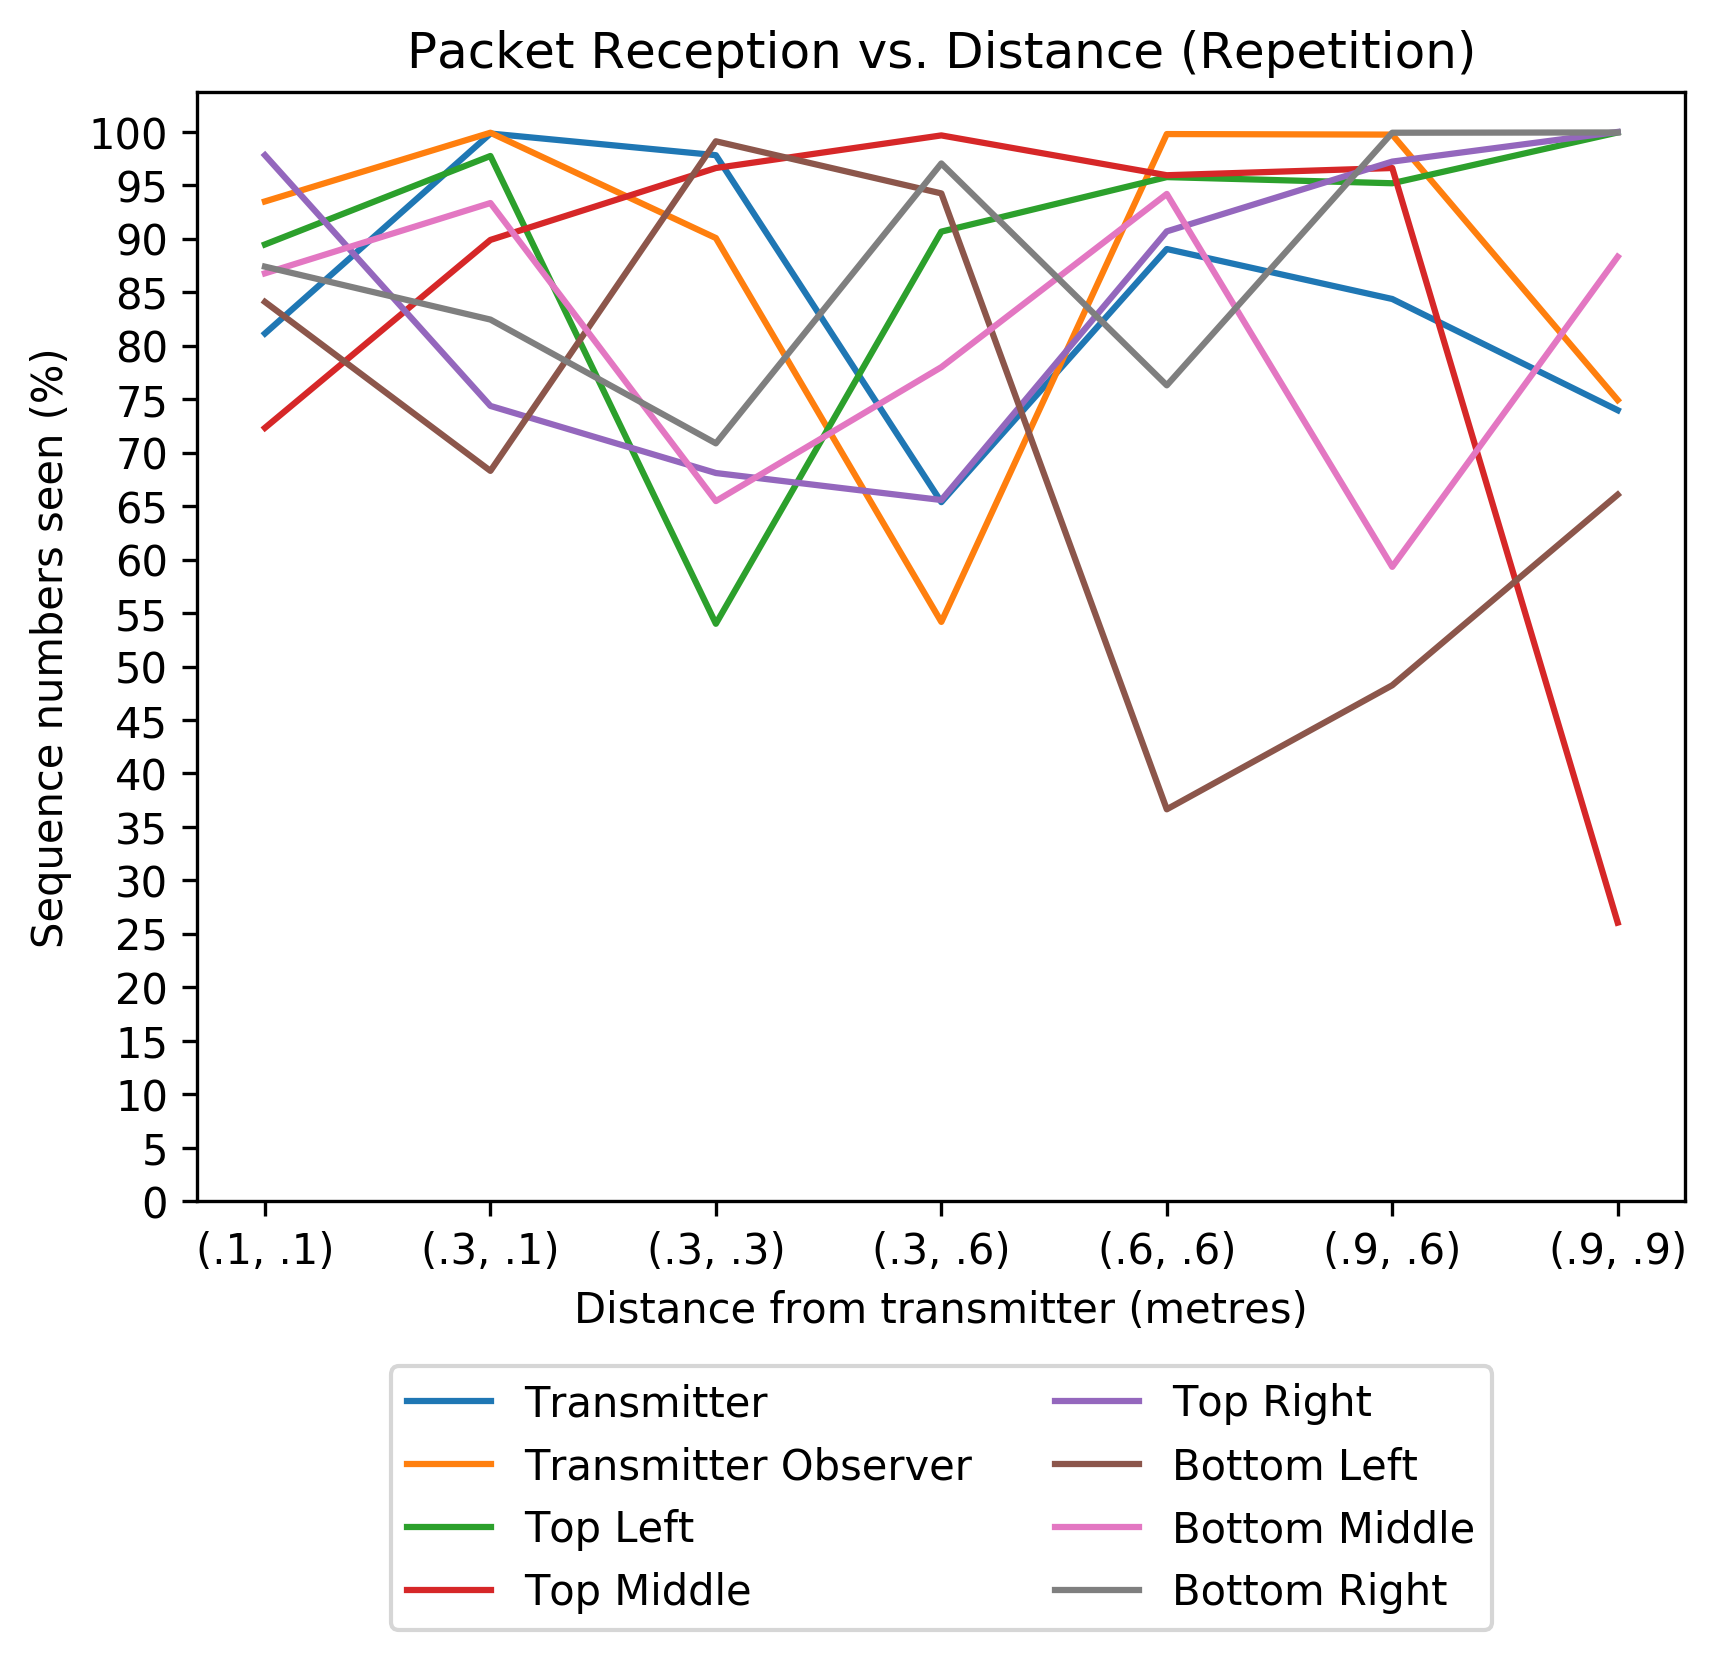 Packet Reception vs. Distance (Repetition)
Sequence numbers seen (%)
100
95
90
85
80
75
70
65
60
55
50
45
40
35
30
25
20
15
10
5
0
(.1, .1) (.3, .1) (.3, .3) (.3, .6) (.6, .6) (.9, .6) (.9, .9)
Distance from transmitter (metres)
Transmitter
Transmitter Observer
Top Left
Top Middle
Top Right
Bottom Left
Bottom Middle
Bottom Right